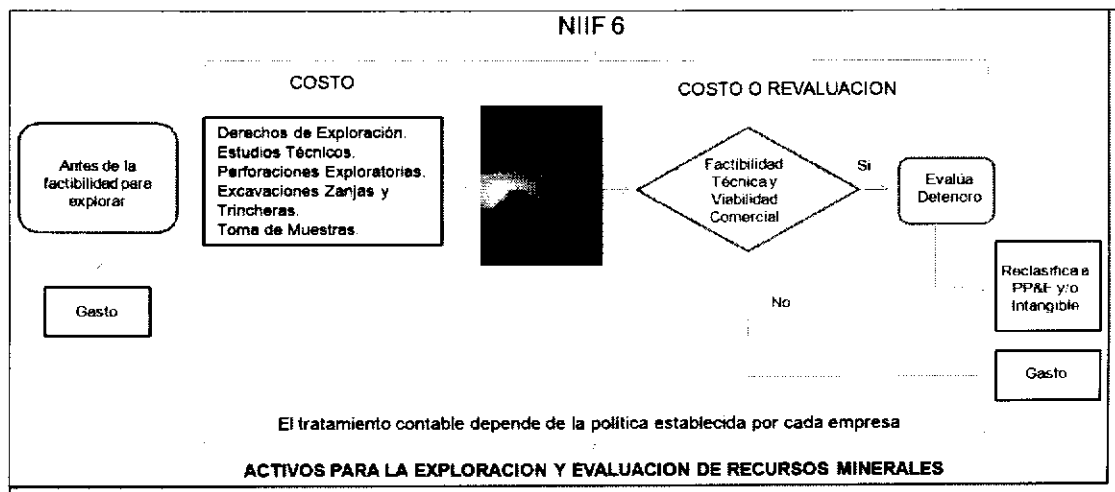 NIIF 6
COSTO
COSTO O REVALUACION
Antes de la
factibilidad para
explorar
Gasto
Derechos de Exploración.
Estudios Técnicos.
Perforaciones Exploratorias.
Excavaciones Zanjas y
Trincheras.
Toma de Muestras.
Factibilidad
Técnica y
Viabilidad
Comercial
Si
Evalúa
Deterioro
Reclasifica a
PP&E y/o
Intangible
No
Gasto
El tratamiento contable depende de la política establecida por cada empresa
ACTIVOS PARA LA EXPLORACION Y EVALUACION DE RECURSOS MINERALES